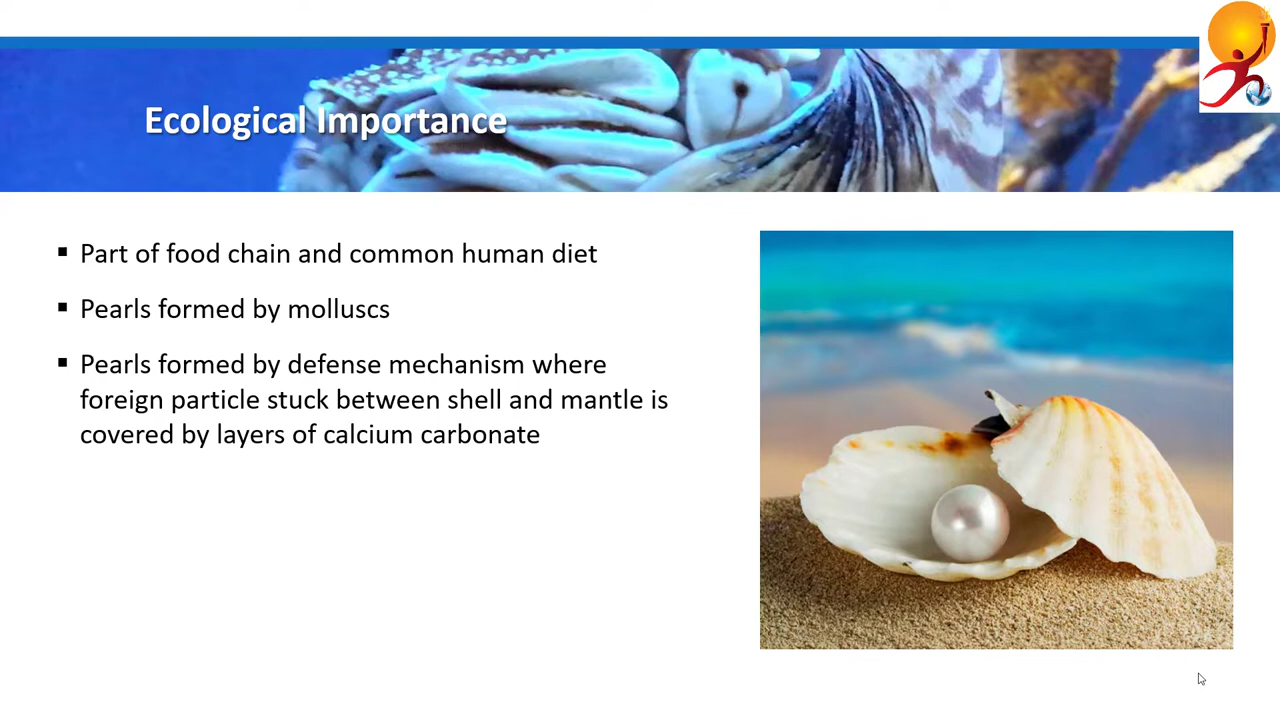 Ecological Importance
▪ Part of food chain and common human diet
▪ Pearls formed by molluscs
▪ Pearls formed by defense mechanism where
foreign particle stuck between shell and mantle is
covered by layers of calcium carbonate